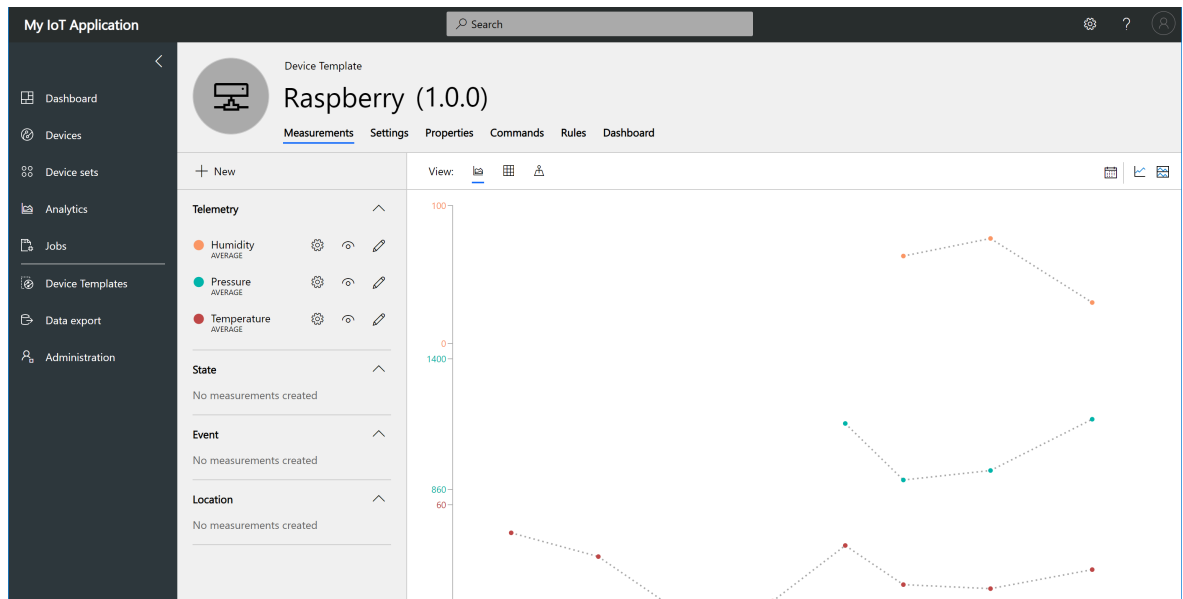 My IoT Application
Search
?
Dashboard
Devices
Device sets
Analytics
Jobs
Device Templates
Data export
Administration
Device Template
Raspberry (1.0.0)
Measurements Settings Properties Commands Rules Dashboard
+ New
View:
Telemetry
Humidity
AVERAGE
Pressure
AVERAGE
Temperature
AVERAGE
State
No measurements created
Event
No measurements created
Location
No measurements created
100
0
1400
860
60